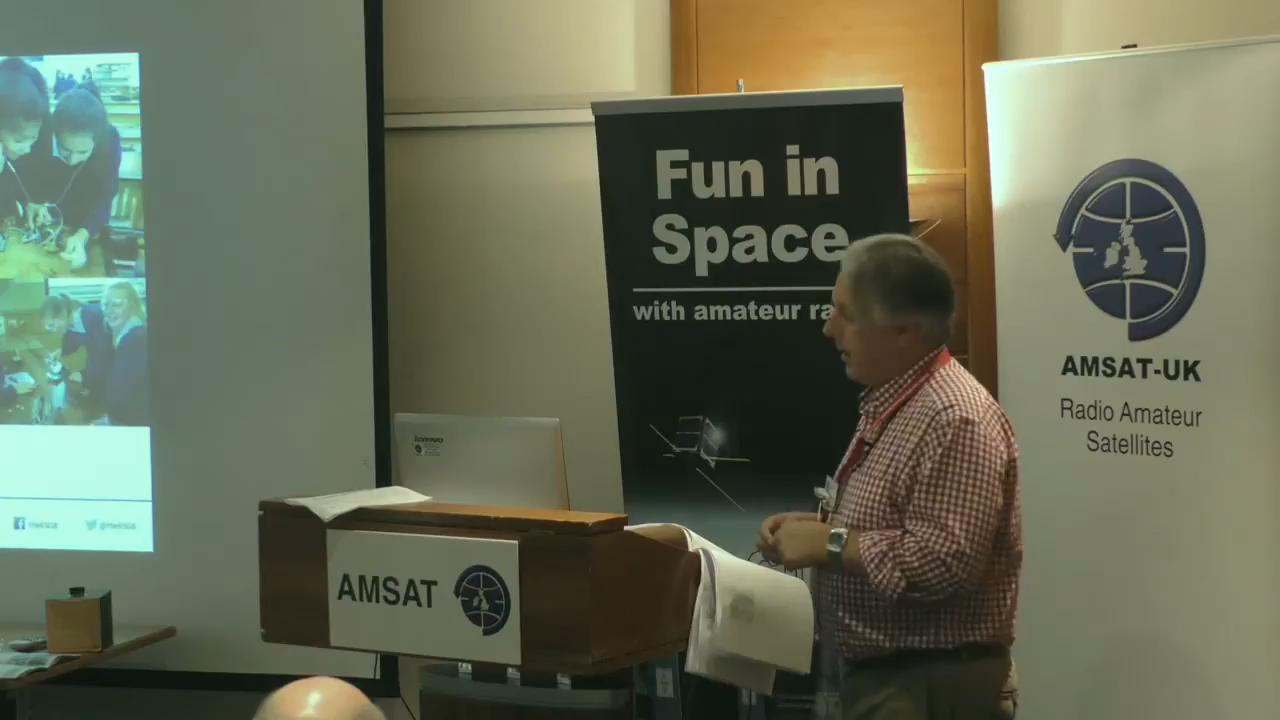 Fun in
Space
with amateur ra
AMSAT-UK
Radio Amateur
Satellites
lenovo
AMSAT